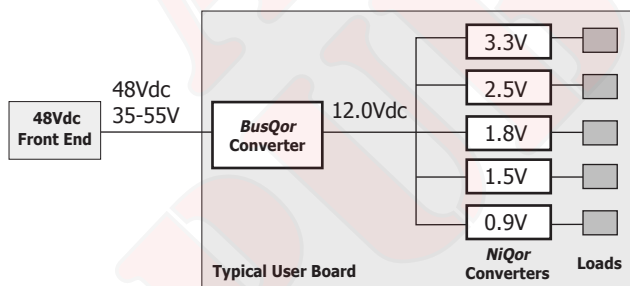 48Vdc
Front End
48Vdc
35-55V
BusQor
Converter
12.0Vdc
3.3V
2.5V
1.8V
1.5V
0.9V
NiQor
Converters
Loads
Typical User Board